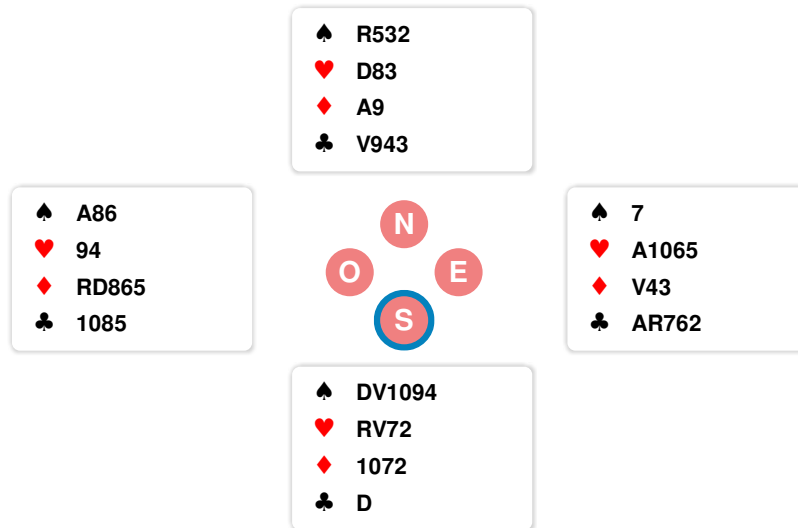 ♠ R532
♥ D83
♦ A9
♣ V943
♠ A86
♥ 94
♦ RD865
♣ 1085
N
O E
S
♠ 7
♥ A1065
♦ V43
♣ AR762
♠ DV1094
♥ RV72
♦ 1072
♣ D